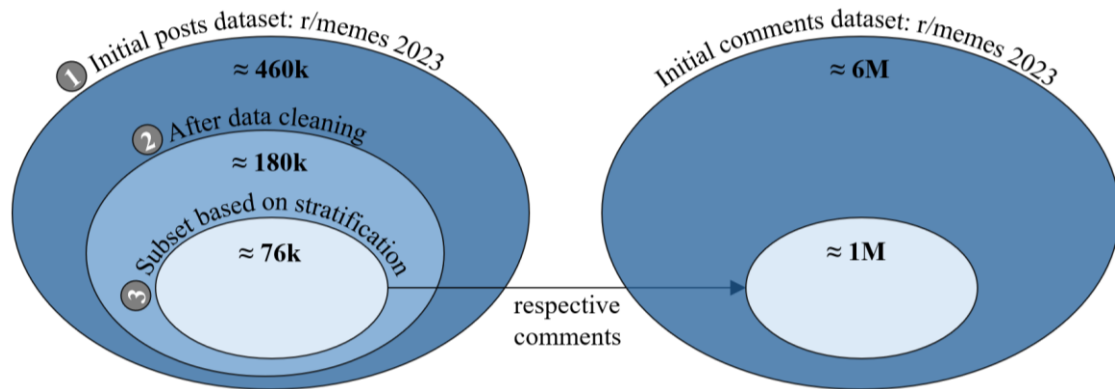 1 Initial posts dataset: r/memes 2023
≈ 460k
2 After data cleaning
≈ 180k
3 Subset based on stratification
≈ 76k
respective
comments
Initial comments dataset: r/memes 2023
≈ 6M
≈ 1M